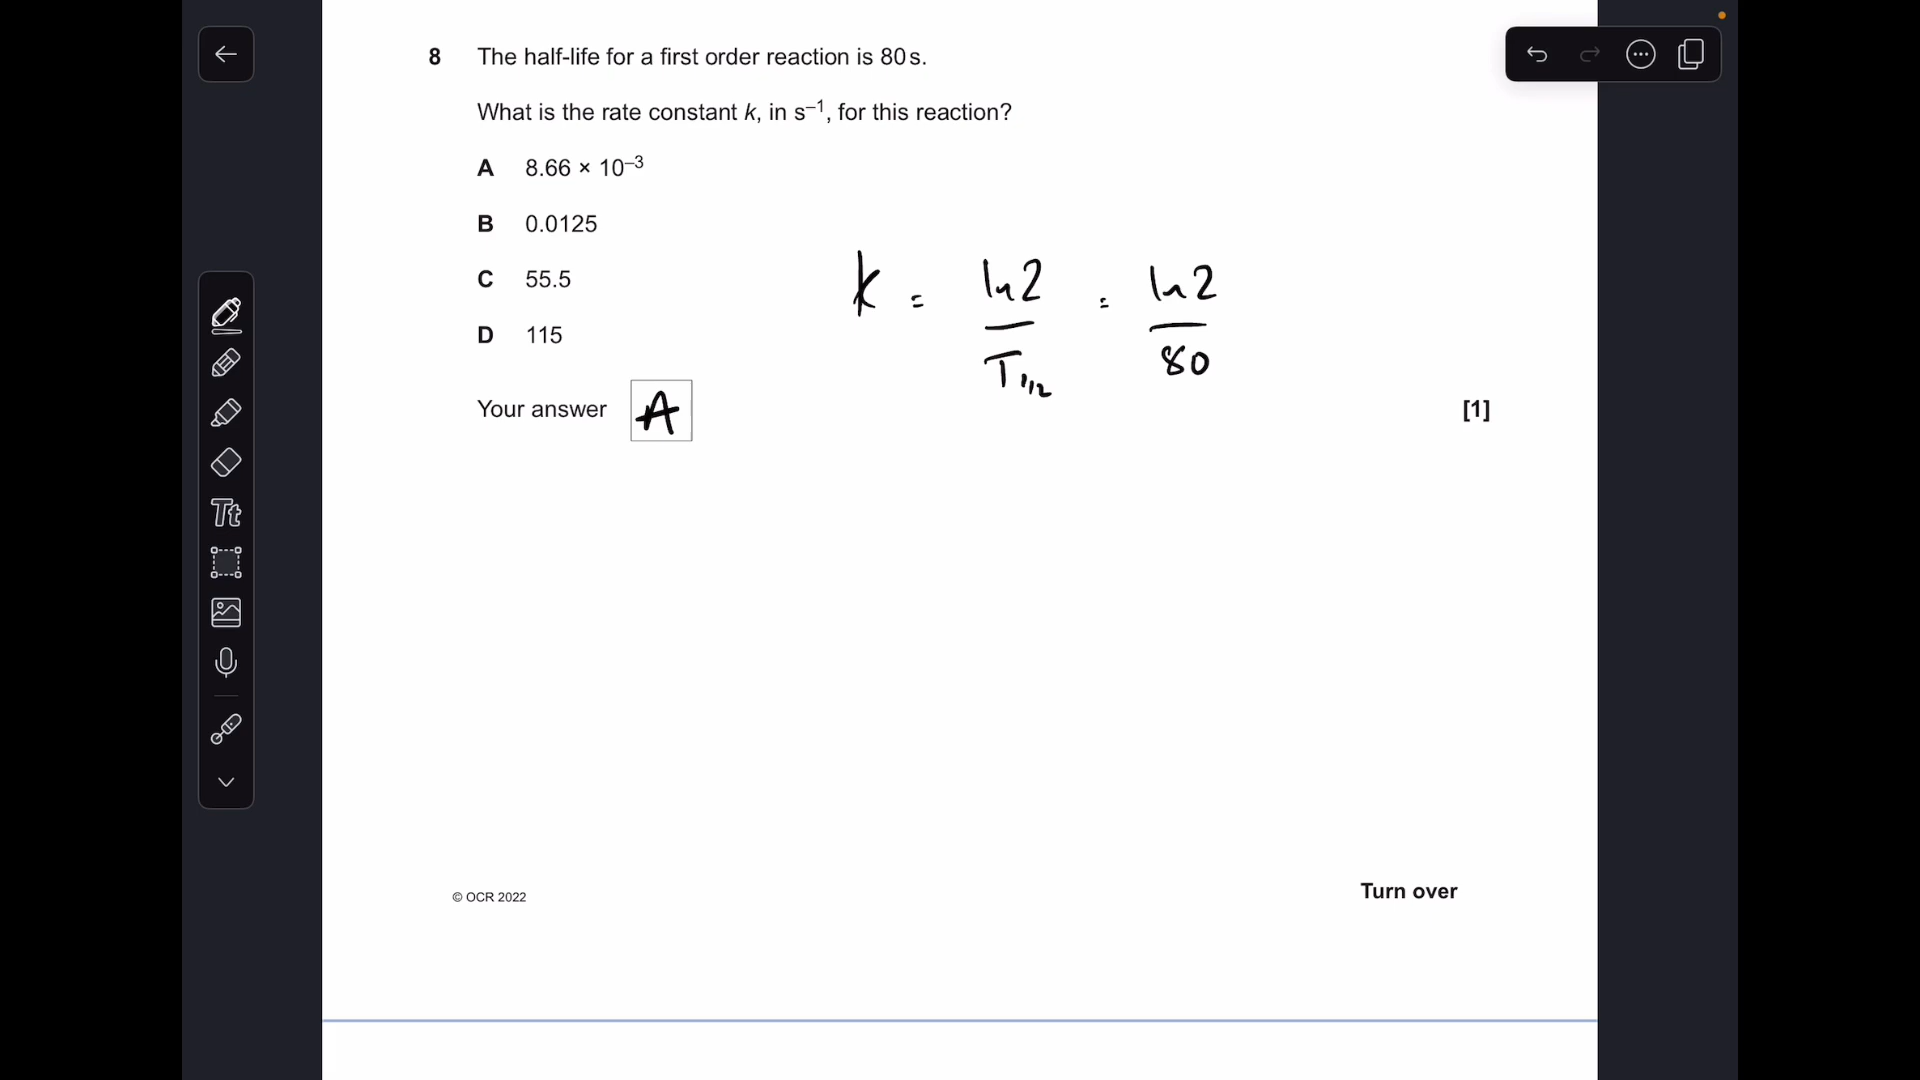 8 The half-life for a first order reaction is 80 s.
What is the rate constant k, in s⁻¹, for this reaction?
A 8.66 × 10⁻³
B 0.0125
C 55.5
D 115
k = ln2 / T1/2 = ln2 / 80
Your answer A [1]
Tt
© OCR 2022
Turn over